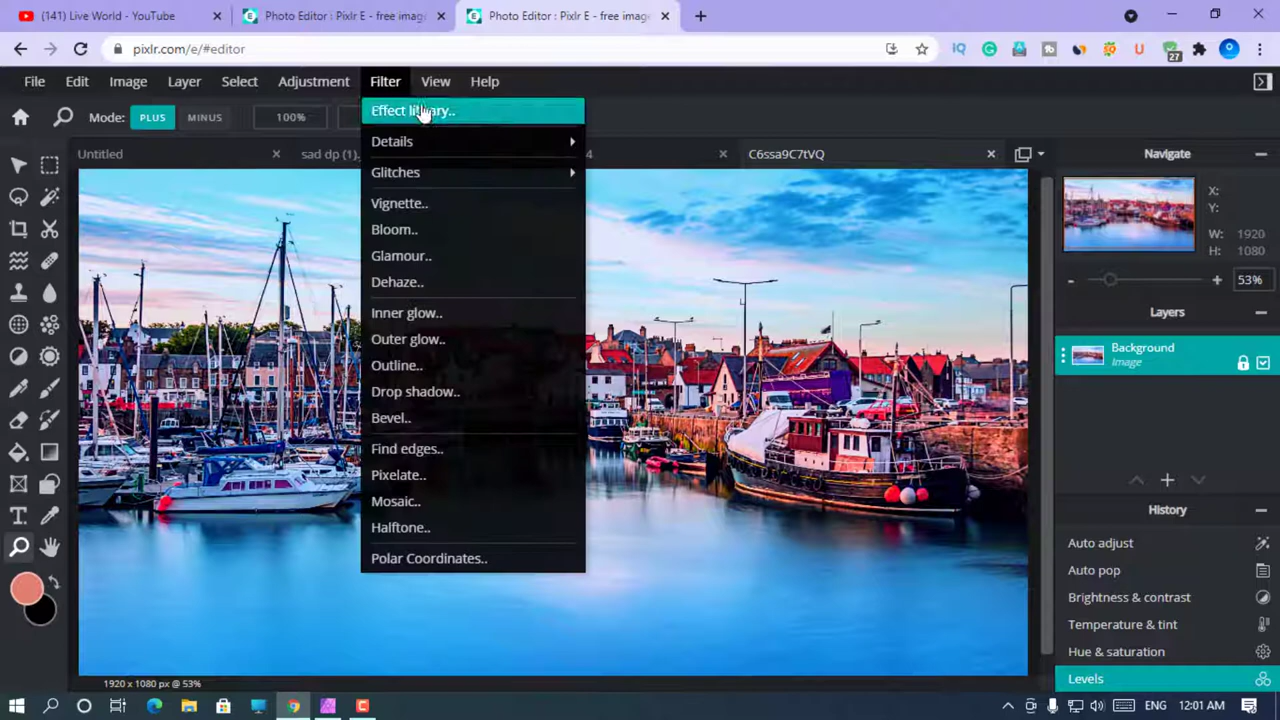 (141) Live World - YouTube
Photo Editor : Pixlr E - free imag
Photo Editor : Pixlr E - free imag
pixlr.com/e/#editor
27
File Edit Image Layer Select Adjustment Filter View Help
Mode: PLUS MINUS 100%
Effect library..
Details
Glitches
Vignette..
Bloom..
Glamour..
Dehaze..
Inner glow..
Outer glow..
Outline..
Drop shadow..
Bevel..
Find edges..
Pixelate..
Mosaic..
Halftone..
Polar Coordinates..
Untitled
sad dp (1).
4
C6ssa9C7tVQ
Navigate
X:
Y:
W: 1920
H: 1080
53%
Layers
Background
Image
History
Auto adjust
Auto pop
Brightness & contrast
Temperature & tint
Hue & saturation
Levels
1920 x 1080 px @ 53%
ENG 12:01 AM